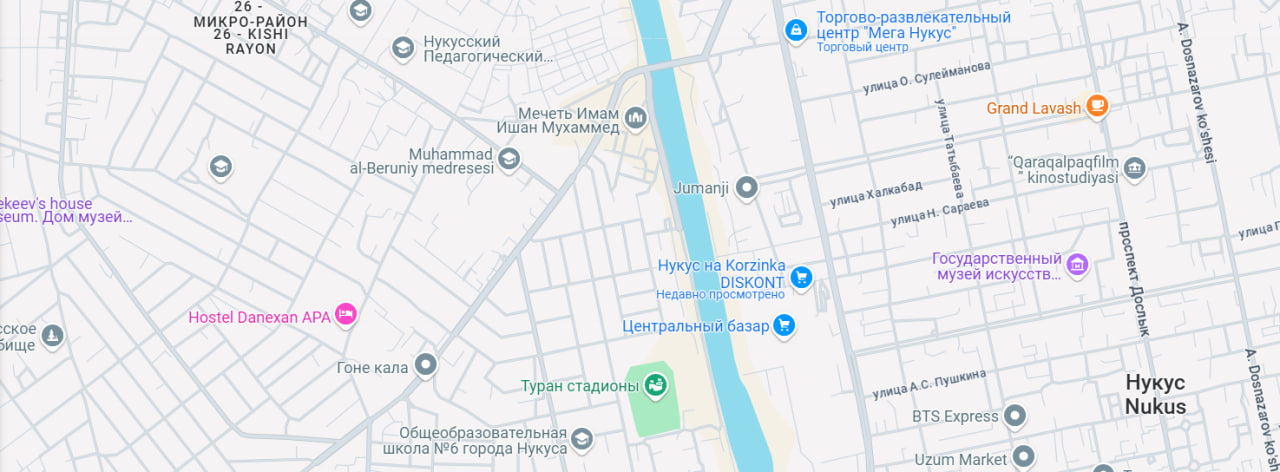 26 -
МИКРО-РАЙОН
26 - KISHI
RAYON
Нукусский
Педагогический...
Торгово-развлекательный
центр "Мега Нукус"
Торговый центр
A. Dosnazarov ko'shesi
улица О. Сулейманова
Grand Lavash
улица Татыбаева
Мечеть Имам
Ишан Мухаммед
Muhammad
al-Beruniy medresesi
“Qaraqalpaqfilm
" kinostudiyasi
Jumanji
улица Халкабад
улица Н. Сараева
ekeev's house
seum. Дом музей...
проспект Дослык
улица
Государственный
музей искусств...
Нукус на Korzinka
DISKONT
Недавно просмотрено
Hostel Danexan APA
Центральный базар
сское
бище
Гоне кала
Туран стадионы
улица А.С. Пушкина
A. Dosnazarov ko's
Нукус
Nukus
BTS Express
Общеобразовательная
школа №6 города Нукуса
Uzum Market